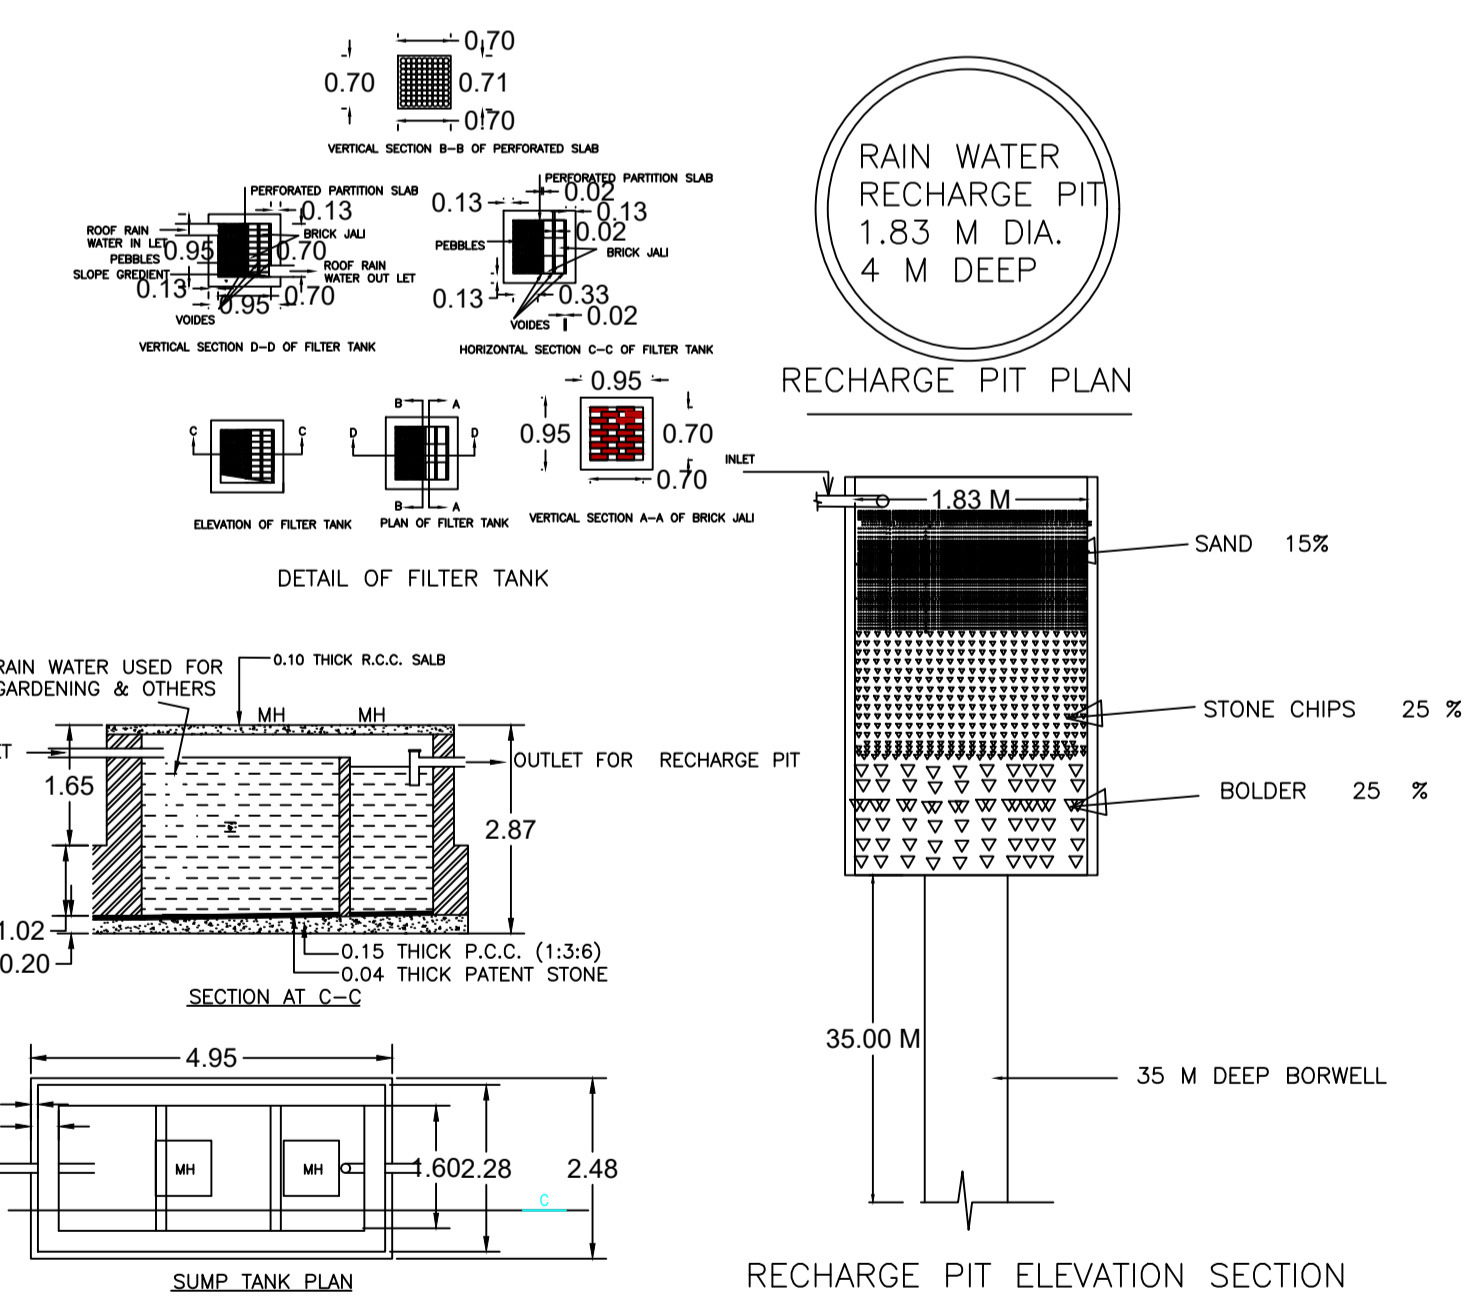 0.70
0.70
0.71
0.70
VERTICAL SECTION B-B OF PERFORATED SLAB
PERFORATED PARTITION SLAB
0.13
ROOF RAIN
WATER IN LET
0.95
BRICK JALI
0.70
PEBBLES
SLOPE GREDIENT
ROOF RAIN
WATER OUT LET
0.13
0.95
0.70
VOIDES
VERTICAL SECTION D-D OF FILTER TANK
PERFORATED PARTITION SLAB
0.02
0.13
0.13
0.02
PEBBLES
BRICK JALI
0.13
0.33
VOIDES
0.02
HORIZONTAL SECTION C-C OF FILTER TANK
C
C
ELEVATION OF FILTER TANK
B
A
D
D
B
A
PLAN OF FILTER TANK
0.95
0.95
0.70
0.70
VERTICAL SECTION A-A OF BRICK JALI
DETAIL OF FILTER TANK
RAIN WATER
RECHARGE PIT
1.83 M DIA.
4 M DEEP
RECHARGE PIT PLAN
INLET
1.83 M
SAND 15%
STONE CHIPS 25 %
BOLDER 25 %
35.00 M
35 M DEEP BORWELL
RECHARGE PIT ELEVATION SECTION
RAIN WATER USED FOR
GARDENING & OTHERS
0.10 THICK R.C.C. SALB
MH
MH
OUTLET FOR RECHARGE PIT
1.65
2.87
1.02
0.20
0.15 THICK P.C.C. (1:3:6)
0.04 THICK PATENT STONE
SECTION AT C-C
4.95
MH
MH
1.60
2.28
2.48
C
SUMP TANK PLAN